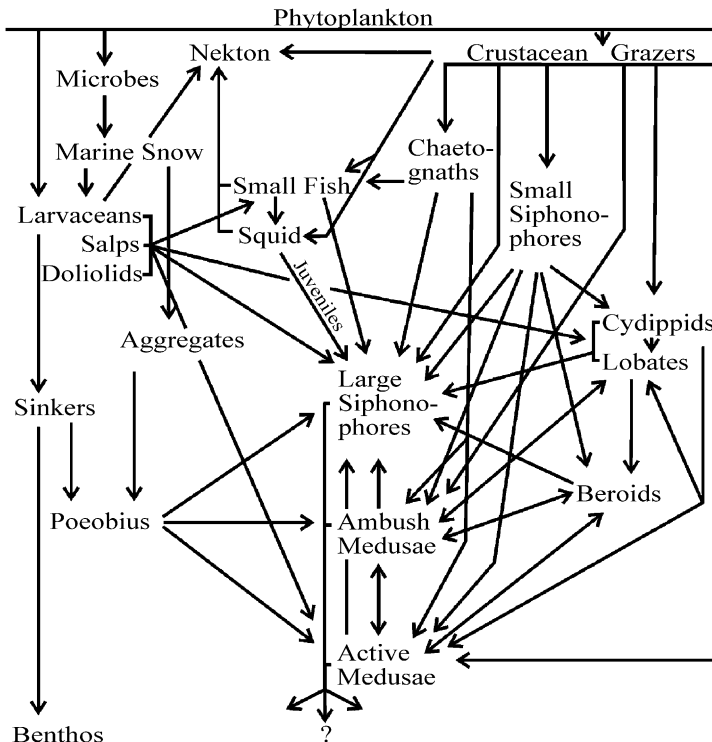 Phytoplankton
Nekton
Crustacean Grazers
Microbes
Marine Snow
Chaeto-
gnaths
Small Fish
Small
Siphono-
phores
Larvaceans
Salps
Doliolids
Squid
Juveniles
Aggregates
Cydippids
Lobates
Large
Siphono-
phores
Sinkers
Poeobius
Beroids
Ambush
Medusae
Active
Medusae
Benthos
?